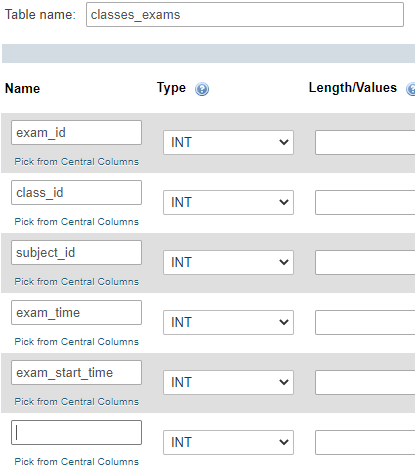 Table name: classes_exams
Name Type Length/Values
exam_id INT
Pick from Central Columns
class_id INT
Pick from Central Columns
subject_id INT
Pick from Central Columns
exam_time INT
Pick from Central Columns
exam_start_time INT
Pick from Central Columns
INT
Pick from Central Columns